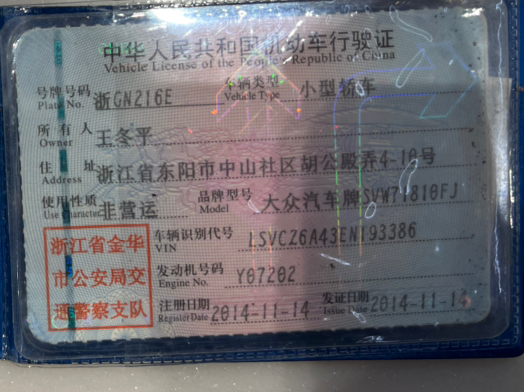 中华人民共和国机动车行驶证
Vehicle License of the People's Republic of China
号牌号码 浙GN216E 车辆类型 小型轿车
Plate No. Vehicle Type
所有人 王冬平
Owner
住址 浙江省东阳市中山社区胡公殿弄4-10号
Address
使用性质 非营运 品牌型号 大众汽车牌SVW71810FJ
Use Character Model
浙江省金华
市公安局交
通警察支队
车辆识别代号 LSVCZ6A43EN193386
VIN
发动机号码 Y07202
Engine No.
注册日期 2014-11-14 发证日期 2014-11-14
Register Date Issue Date